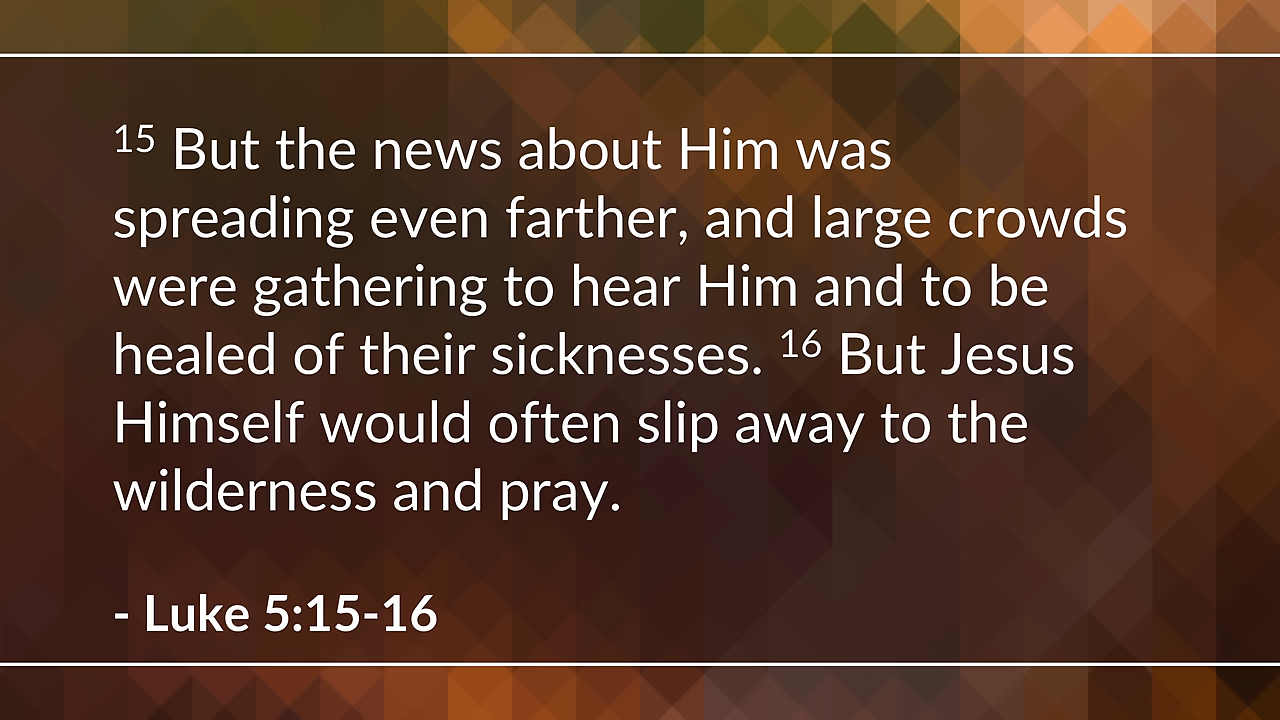 15 But the news about Him was
spreading even farther, and large crowds
were gathering to hear Him and to be
healed of their sicknesses. 16 But Jesus
Himself would often slip away to the
wilderness and pray.
- Luke 5:15-16